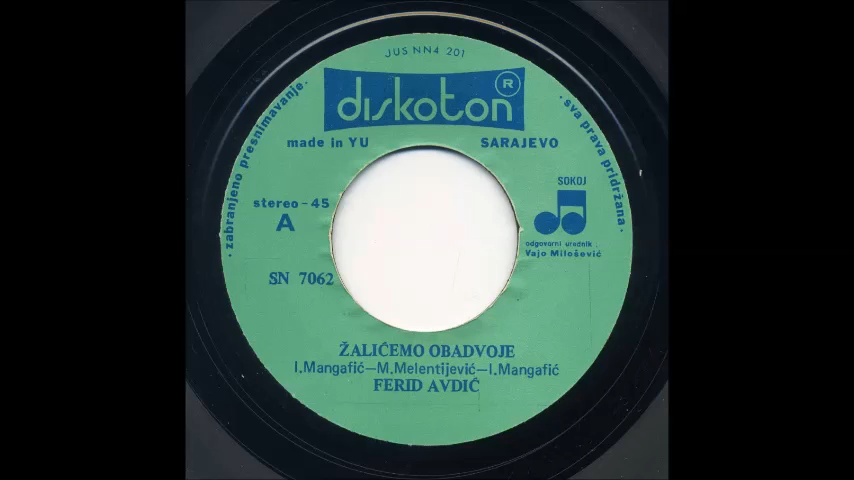 JUS NN4 201
diskoton ®
made in YU SARAJEVO
· zabranjeno presnimavanje ·
· sva prava pridržana ·
stereo - 45
A
SOKOJ
odgovorni urednik
Vajo Milošević
SN 7062
ŽALIĆEMO OBADVOJE
I.Mangafić—M.Melentijević—I.Mangafić
FERID AVDIĆ